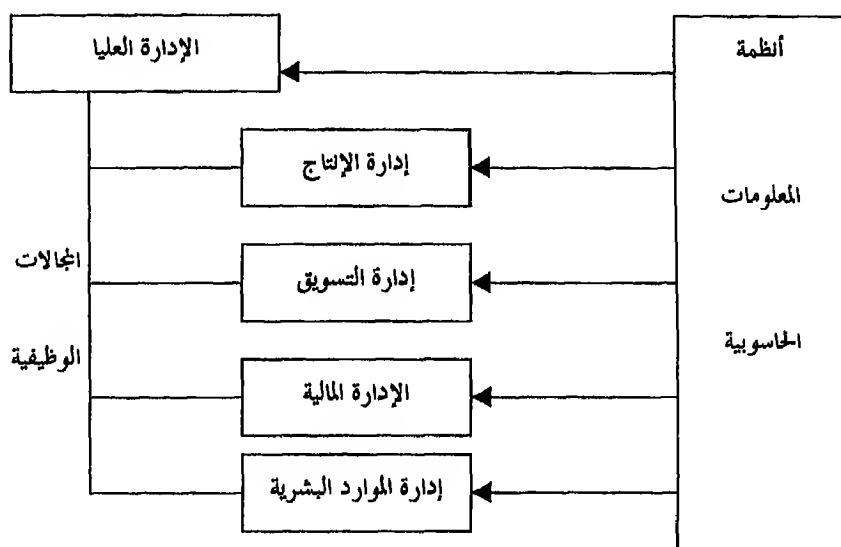 أنظمة
الإدارة العليا
إدارة الإنتاج
المعلومات
المجالات
إدارة التسويق
الحاسوبية
الوظيفية
الإدارة المالية
إدارة الموارد البشرية